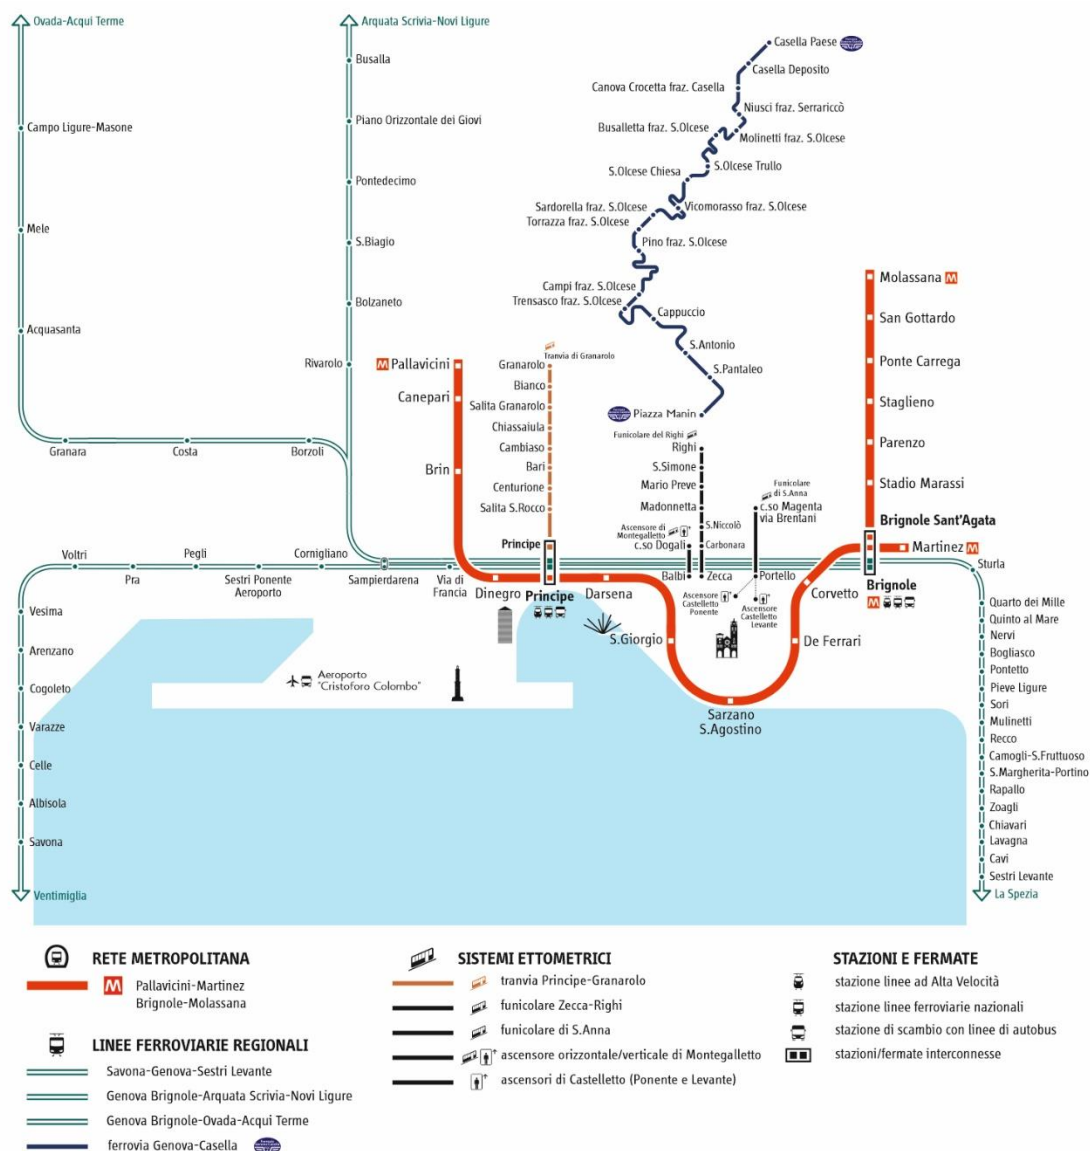 Ovada-Acqui Terme
Campo Ligure-Masone
Mele
Acquasanta
Granara
Costa
Borzoli
Arquata Scrivia-Novi Ligure
Busalla
Piano Orizzontale dei Giovi
Pontedecimo
S.Biagio
Bolzaneto
Rivarolo
Casella Paese
Casella Deposito
Canova Crocetta fraz. Casella
Niusci fraz. Serrariccò
Busalletta fraz. S.Olcese
Molinetti fraz. S.Olcese
S.Olcese Trullo
S.Olcese Chiesa
Sardorella fraz. S.Olcese
Vicomorasso fraz. S.Olcese
Torrazza fraz. S.Olcese
Pino fraz. S.Olcese
Campi fraz. S.Olcese
Trensasco fraz. S.Olcese
Cappuccio
S.Antonio
S.Pantaleo
Piazza Manin
M Pallavicini
Canepari
Brin
Dinegro
Tranvia di Granarolo
Granarolo
Bianco
Salita Granarolo
Chiassaiula
Cambiaso
Bari
Centurione
Salita S.Rocco
Principe
Principe
Funicolare del Righi
Righi
S.Simone
Mario Preve
Madonnetta
S.Niccolò
Carbonara
Zecca
Ascensore di
Montegalletto
c.so Dogali
Balbi
Funicolare
di S.Anna
c.so Magenta
via Brentani
Portello
Ascensore
Castelletto
Ponente
Ascensore
Castelletto
Levante
Molassana M
San Gottardo
Ponte Carrega
Staglieno
Parenzo
Stadio Marassi
Brignole Sant'Agata
Martinez M
Brignole
M
Corvetto
De Ferrari
Sarzano
S.Agostino
S.Giorgio
Darsena
Voltri
Pra
Pegli
Sestri Ponente
Aeroporto
Cornigliano
Sampierdarena
Via di
Francia
Vesima
Arenzano
Cogoleto
Varazze
Celle
Albisola
Savona
Ventimiglia
Aeroporto
"Cristoforo Colombo"
Sturla
Quarto dei Mille
Quinto al Mare
Nervi
Bogliasco
Pontetto
Pieve Ligure
Sori
Mulinetti
Recco
Camogli-S.Fruttuoso
S.Margherita-Portino
Rapallo
Zoagli
Chiavari
Lavagna
Cavi
Sestri Levante
La Spezia
RETE METROPOLITANA
M Pallavicini-Martinez
Brignole-Molassana
LINEE FERROVIARIE REGIONALI
Savona-Genova-Sestri Levante
Genova Brignole-Arquata Scrivia-Novi Ligure
Genova Brignole-Ovada-Acqui Terme
ferrovia Genova-Casella
SISTEMI ETTOMETRICI
tranvia Principe-Granarolo
funicolare Zecca-Righi
funicolare di S.Anna
ascensore orizzontale/verticale di Montegalletto
ascensori di Castelletto (Ponente e Levante)
STAZIONI E FERMATE
stazione linee ad Alta Velocità
stazione linee ferroviarie nazionali
stazione di scambio con linee di autobus
stazioni/fermate interconnesse